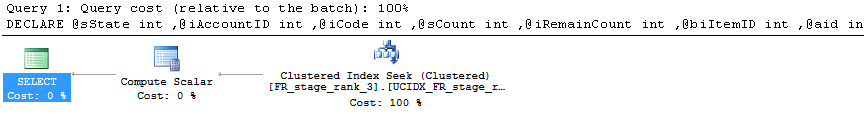 Query 1: Query cost (relative to the batch): 100%
DECLARE @sState int ,@iAccountID int ,@iCode int ,@sCount int ,@iRemainCount int ,@biItemID int ,@aid in
SELECT
Cost: 0 %
Compute Scalar
Cost: 0 %
Clustered Index Seek (Clustered)
[FR_stage_rank_3].[UCIDX_FR_stage_r…
Cost: 100 %